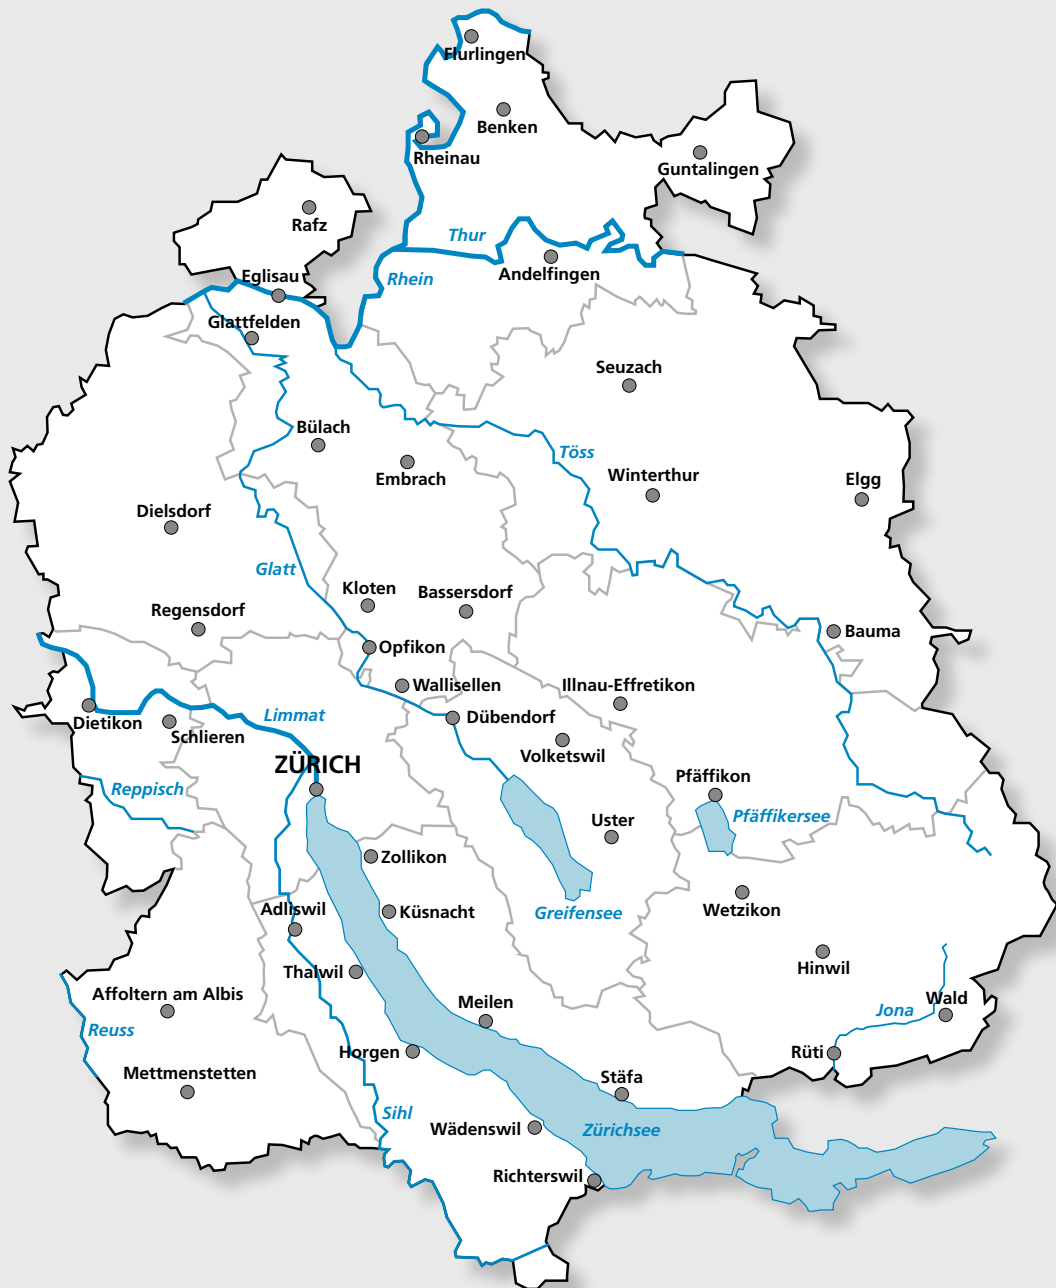 Flurlingen
Benken
Rheinau
Guntalingen
Rafz
Thur
Andelfingen
Eglisau
Rhein
Glattfelden
Seuzach
Bülach
Töss
Embrach
Winterthur
Elgg
Dielsdorf
Glatt
Kloten
Bassersdorf
Regensdorf
Bauma
Opfikon
Wallisellen
Illnau-Effretikon
Limmat
Dübendorf
Dietikon
Schlieren
Volketswil
ZÜRICH
Pfäffikon
Reppisch
Pfäffikersee
Uster
Zollikon
Adliswil
Küsnacht
Greifensee
Wetzikon
Thalwil
Hinwil
Affoltern am Albis
Meilen
Wald
Reuss
Jona
Horgen
Rüti
Mettmenstetten
Stäfa
Sihl
Wädenswil
Zürichsee
Richterswil